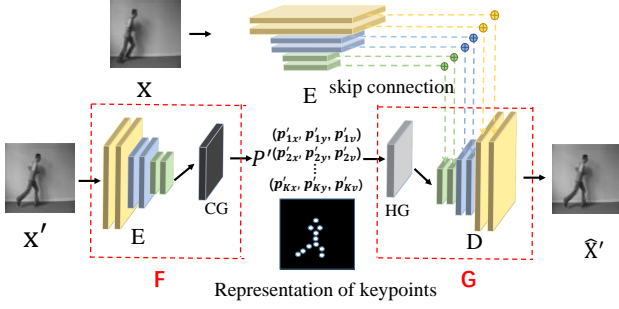 X
E
skip connection
(p′1x, p′1y, p′1v)
P′ (p′2x, p′2y, p′2v)
⋮
(p′Kx, p′Ky, p′Kv)
X′
E
CG
HG
D
X̂′
F
G
Representation of keypoints